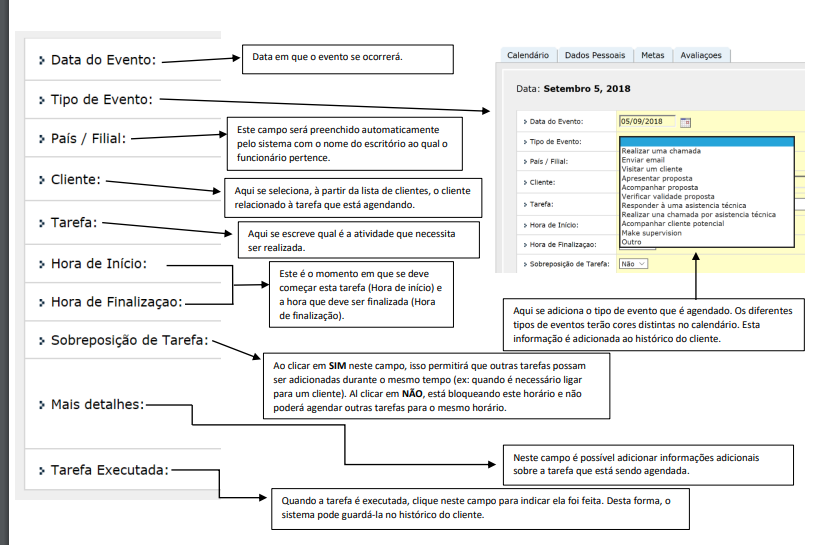 Data do Evento:
Data em que o evento se ocorrerá.
Tipo de Evento:
País / Filial:
Este campo será preenchido automaticamente
pelo sistema com o nome do escritório ao qual o
funcionário pertence.
Cliente:
Aqui se seleciona, à partir da lista de clientes, o cliente
relacionado à tarefa que está agendando.
Tarefa:
Aqui se escreve qual é a atividade que necessita
ser realizada.
Hora de Início:
Hora de Finalizaçao:
Este é o momento em que se deve
começar esta tarefa (Hora de início) e
a hora que deve ser finalizada (Hora
de finalização).
Sobreposição de Tarefa:
Ao clicar em SIM neste campo, isso permitirá que outras tarefas possam
ser adicionadas durante o mesmo tempo (ex: quando é necessário ligar
para um cliente). Al clicar em NÃO, está bloqueando este horário e não
poderá agendar outras tarefas para o mesmo horário.
Mais detalhes:
Neste campo é possível adicionar informações adicionais
sobre a tarefa que está sendo agendada.
Tarefa Executada:
Quando a tarefa é executada, clique neste campo para indicar ela foi feita. Desta forma, o
sistema pode guardá-la no histórico do cliente.
Calendário Dados Pessoais Metas Avaliaçoes
Data: Setembro 5, 2018
Data do Evento: 05/09/2018
Tipo de Evento:
Realizar uma chamada
Enviar email
Visitar um cliente
Apresentar proposta
Acompanhar proposta
Verificar validade proposta
Responder à uma asistencia técnica
Realizar una chamada por asistencia técnica
Acompanhar cliente potencial
Make supervision
Outro
País / Filial:
Cliente:
Tarefa:
Hora de Início:
Hora de Finalizaçao:
Sobreposição de Tarefa: Não
Aqui se adiciona o tipo de evento que é agendado. Os diferentes
tipos de eventos terão cores distintas no calendário. Esta
informação é adicionada ao histórico do cliente.